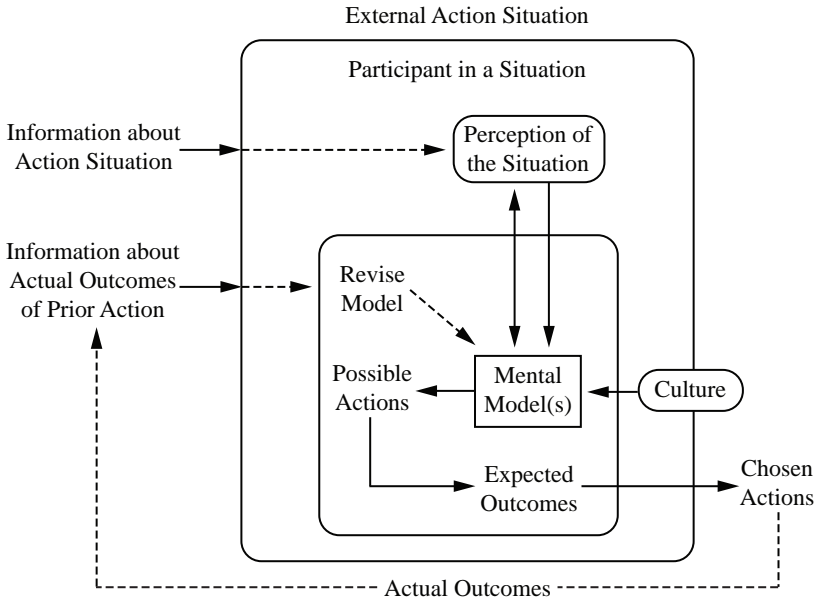 External Action Situation
Participant in a Situation
Information about
Action Situation
Perception of
the Situation
Information about
Actual Outcomes
of Prior Action
Revise
Model
Possible
Actions
Mental
Model(s)
Culture
Expected
Outcomes
Chosen
Actions
Actual Outcomes